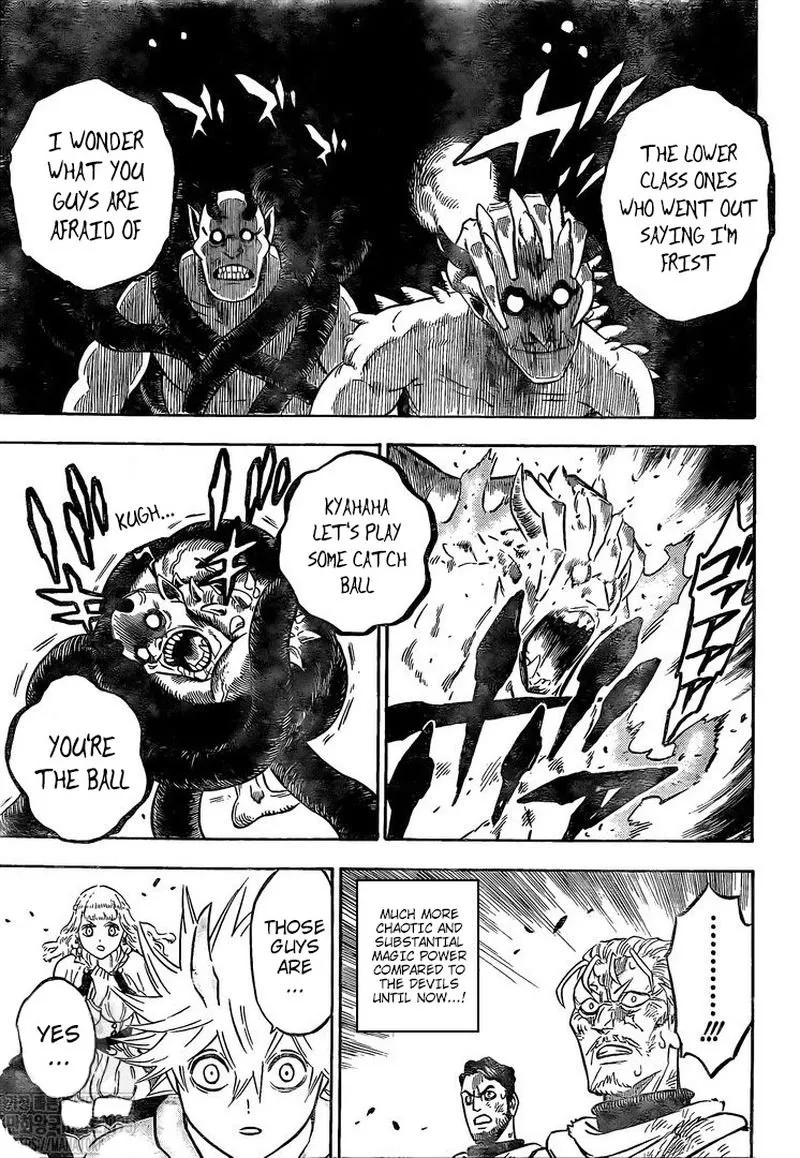 THE LOWER
CLASS ONES
WHO WENT OUT
SAYING I'M
FRIST
I WONDER
WHAT YOU
GUYS ARE
AFRAID OF
KYAHAHA
LET'S PLAY
SOME CATCH
BALL
KUGH...
YOU'RE
THE BALL
.........!!!
MUCH MORE
CHAOTIC AND
SUBSTANTIAL
MAGIC POWER
COMPARED TO
THE DEVILS
UNTIL NOW...!
THOSE
GUYS
ARE
...
YES
...